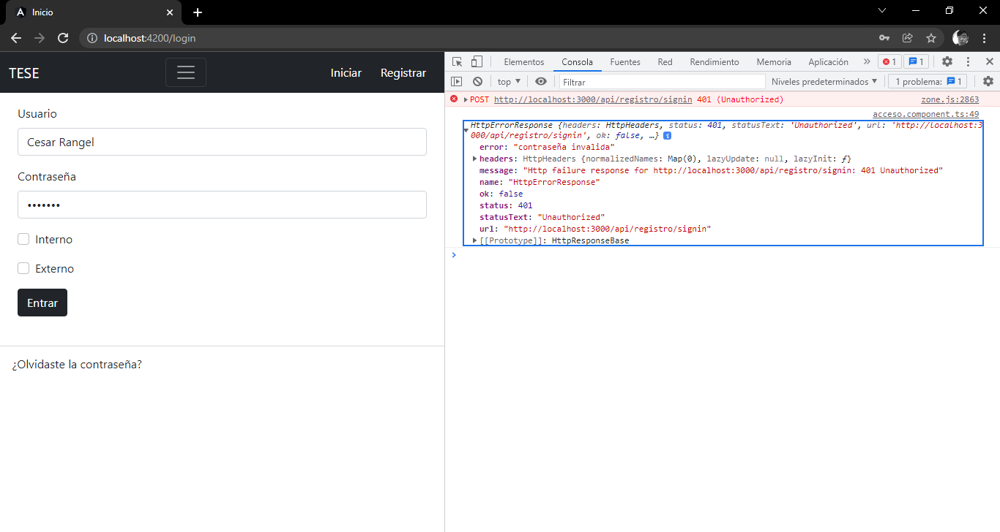 Inicio
localhost:4200/login
TESE
Iniciar
Registrar
Usuario
Cesar Rangel
Contraseña
•••••••
Interno
Externo
Entrar
¿Olvidaste la contraseña?
Elementos Consola Fuentes Red Rendimiento Memoria Aplicación » 1 1
top Filtrar Niveles predeterminados 1 problema: 1
POST http://localhost:3000/api/registro/signin 401 (Unauthorized) zone.js:2863
acceso.component.ts:49
HttpErrorResponse {headers: HttpHeaders, status: 401, statusText: 'Unauthorized', url: 'http://localhost:3
000/api/registro/signin', ok: false, …} i
error: "contraseña invalida"
headers: HttpHeaders {normalizedNames: Map(0), lazyUpdate: null, lazyInit: ƒ}
message: "Http failure response for http://localhost:3000/api/registro/signin: 401 Unauthorized"
name: "HttpErrorResponse"
ok: false
status: 401
statusText: "Unauthorized"
url: "http://localhost:3000/api/registro/signin"
[[Prototype]]: HttpResponseBase